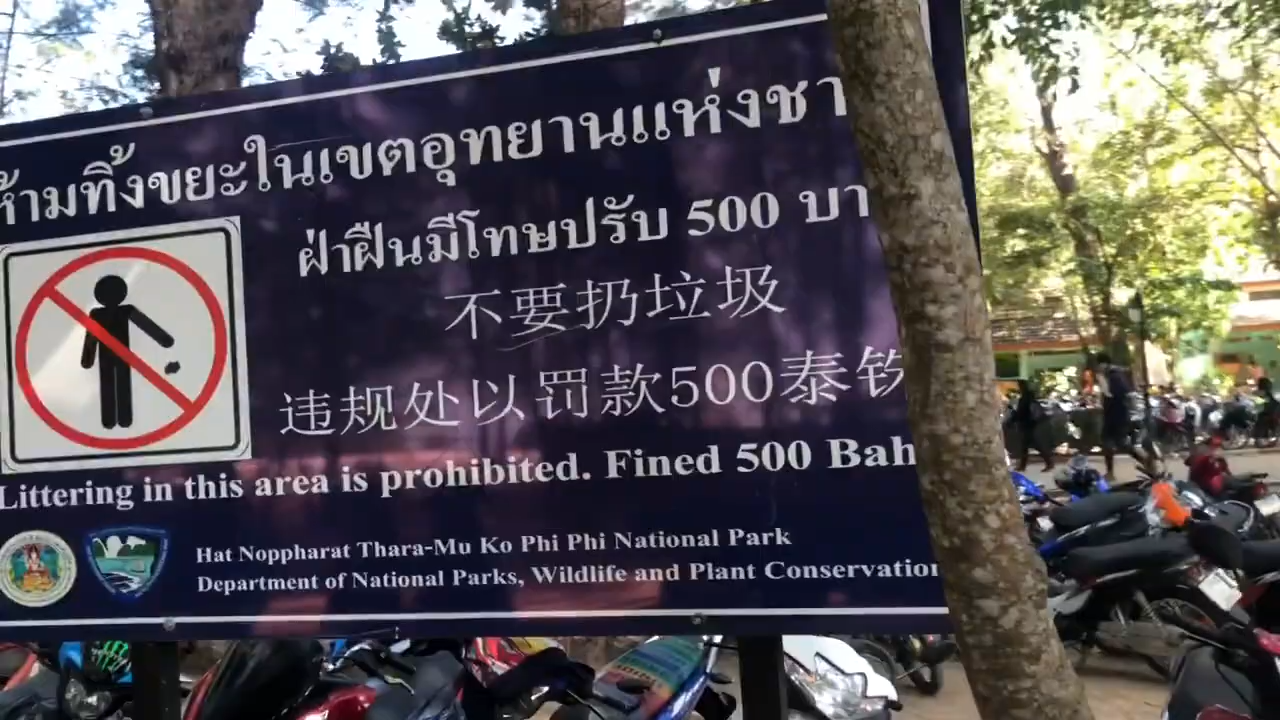 ห้ามทิ้งขยะในเขตอุทยานแห่งชา
ฝ่าฝืนมีโทษปรับ 500 บา
不要扔垃圾
违规处以罚款500泰铢
Littering in this area is prohibited. Fined 500 Bah
Hat Noppharat Thara-Mu Ko Phi Phi National Park
Department of National Parks, Wildlife and Plant Conservation